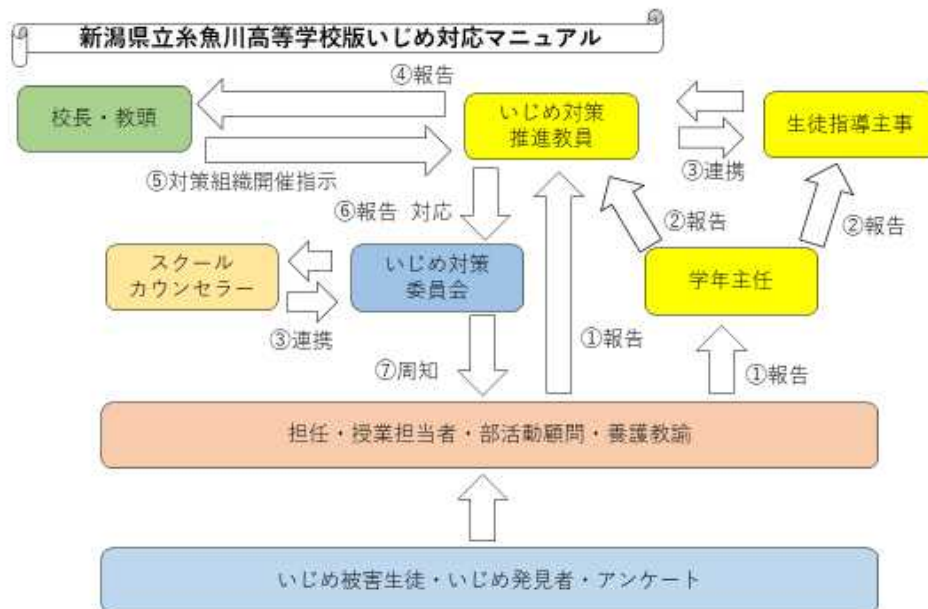 新潟県立糸魚川高等学校版いじめ対応マニュアル
④報告
校長・教頭
いじめ対策
推進教員
生徒指導主事
③連携
⑤対策組織開催指示
⑥報告 対応
②報告
②報告
スクール
カウンセラー
いじめ対策
委員会
学年主任
③連携
①報告
⑦周知
①報告
担任・授業担当者・部活動顧問・養護教諭
いじめ被害生徒・いじめ発見者・アンケート